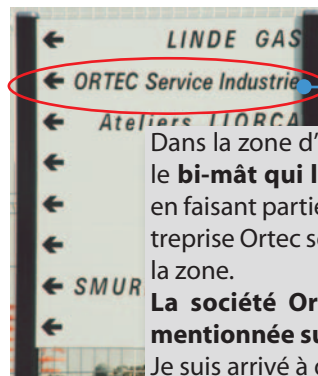 ← LINDE GAS
← ORTEC Service Industrie
← Ateliers LLORCA
←
←
←
← SMUR
←
Dans la zone d'
le bi-mât qui l
en faisant partie
treprise Ortec s
la zone.
La société Or
mentionnée su
Je suis arrivé à